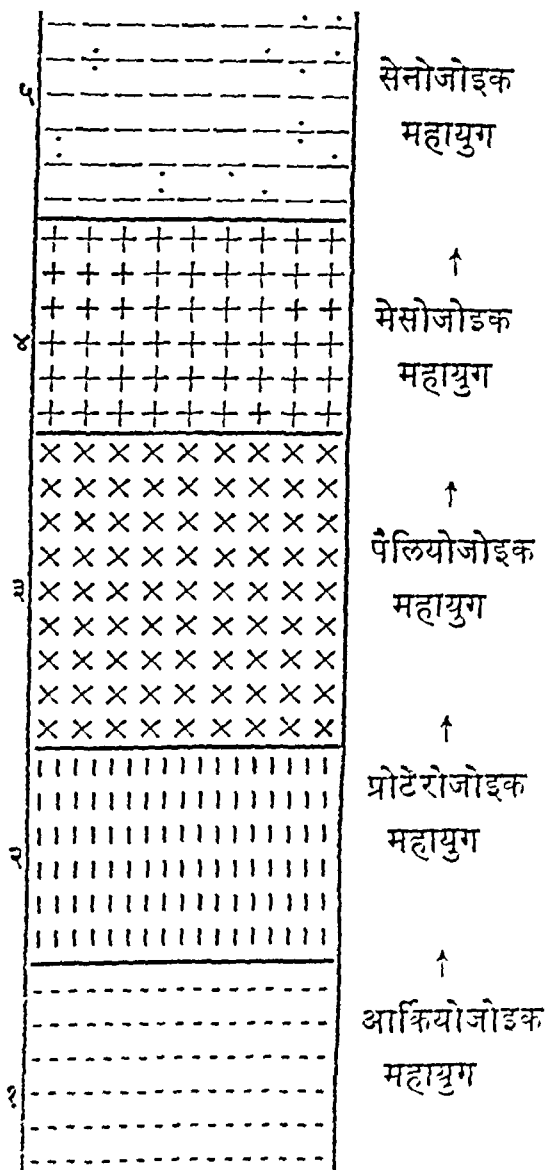 ५
सेनोजोइक
महायुग
↑
४
मेसोजोइक
महायुग
↑
३
पॅलियोजोइक
महायुग
↑
२
प्रोटॅरोजोइक
महायुग
↑
१
आर्कियोजोइक
महायुग